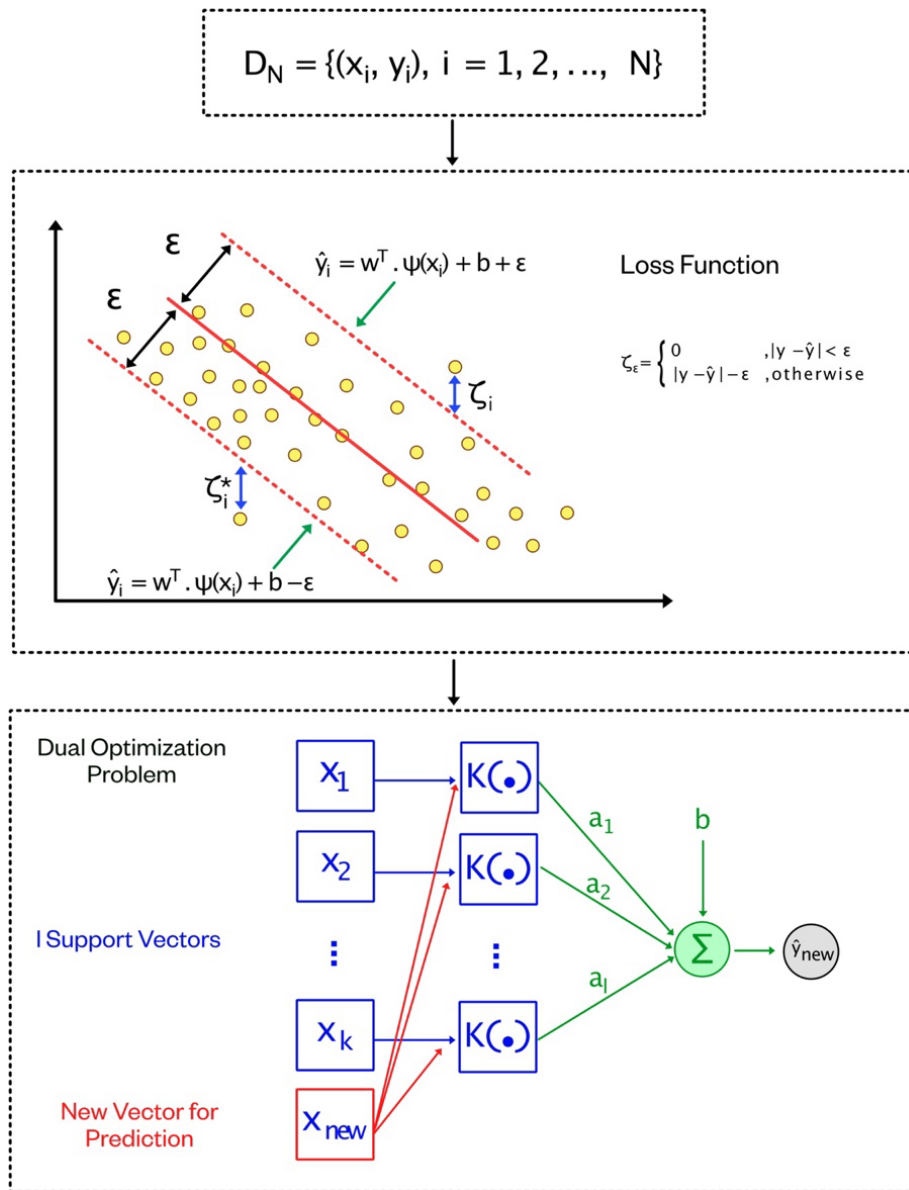 D_N = {(x_i, y_i), i = 1, 2, . . ., N}
ε
ŷ_i = w^T . ψ(x_i) + b + ε
Loss Function
ε
ζ_ε = { 0 , |y − ŷ| < ε
|y − ŷ| − ε , otherwise
ζ_i
ζ_i^*
ŷ_i = w^T . ψ(x_i) + b − ε
Dual Optimization
Problem
x_1
K(•)
a_1
b
x_2
K(•)
a_2
l Support Vectors
⋮
⋮
Σ
ŷ_new
a_l
x_k
K(•)
New Vector for
Prediction
x_new